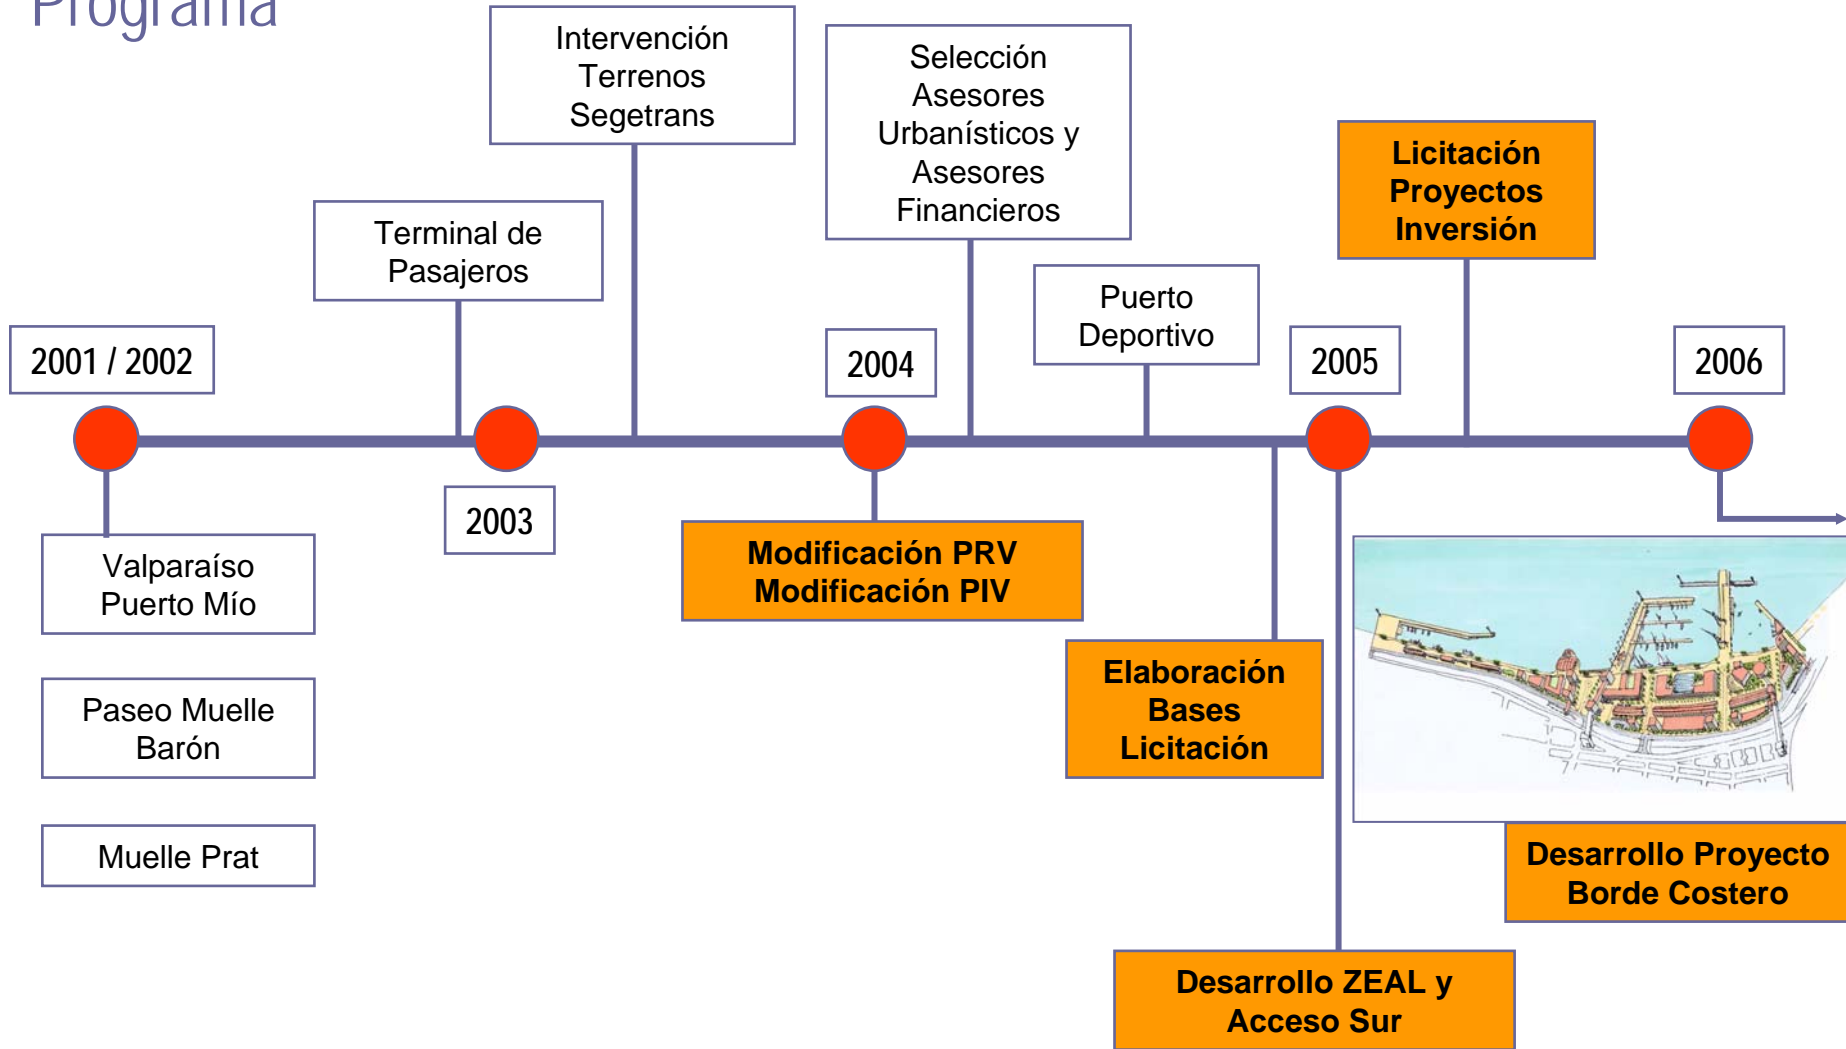 Programa
Intervención
Terrenos
Segetrans
Selección
Asesores
Urbanísticos y
Asesores
Financieros
Licitación
Proyectos
Inversión
Terminal de
Pasajeros
Puerto
Deportivo
2001 / 2002
2004
2005
2006
2003
Valparaíso
Puerto Mío
Modificación PRV
Modificación PIV
Elaboración
Bases
Licitación
Paseo Muelle
Barón
Muelle Prat
Desarrollo Proyecto
Borde Costero
Desarrollo ZEAL y
Acceso Sur